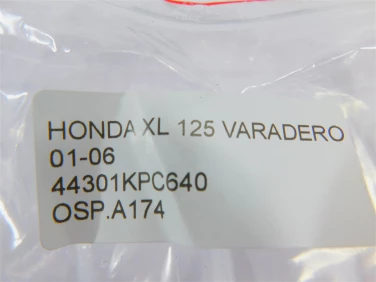 HONDA XL 125 VARADERO
01-06
44301KPC640
OSP.A174